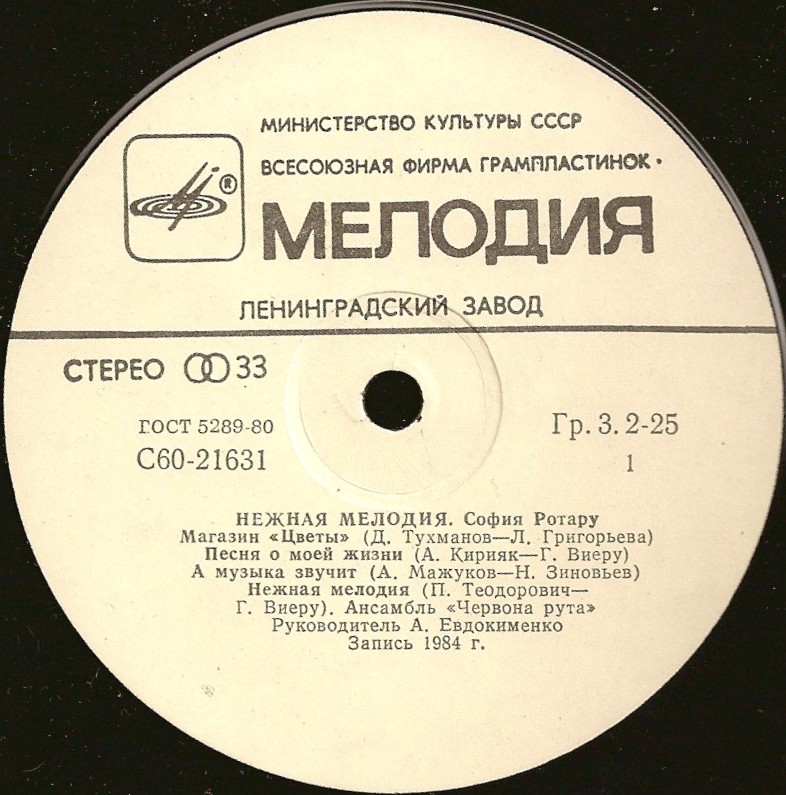 МИНИСТЕРСТВО КУЛЬТУРЫ СССР
ВСЕСОЮЗНАЯ ФИРМА ГРАМПЛАСТИНОК •
®
МЕЛОДИЯ
ЛЕНИНГРАДСКИЙ ЗАВОД
СТЕРЕО 33
ГОСТ 5289-80 Гр. 3. 2-25
С60-21631 1
НЕЖНАЯ МЕЛОДИЯ. София Ротару
Магазин «Цветы» (Д. Тухманов—Л. Григорьева)
Песня о моей жизни (А. Кирияк—Г. Виеру)
А музыка звучит (А. Мажуков—Н. Зиновьев)
Нежная мелодия (П. Теодорович—
Г. Виеру). Ансамбль «Червона рута»
Руководитель А. Евдокименко
Запись 1984 г.